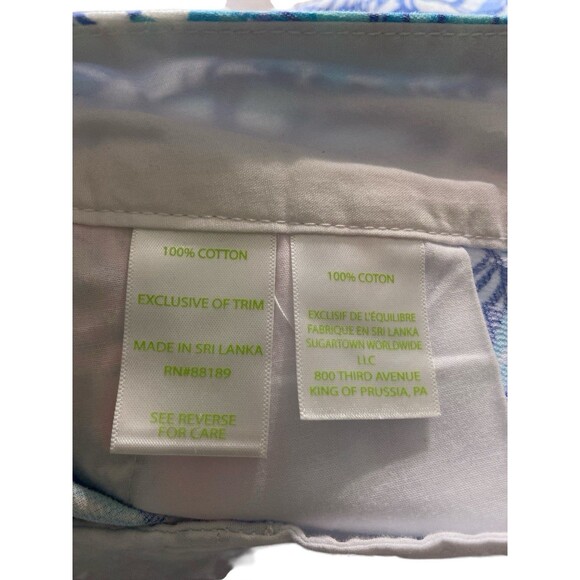 100% COTTON
EXCLUSIVE OF TRIM
MADE IN SRI LANKA
RN#88189
SEE REVERSE
FOR CARE
100% COTON
EXCLISIF DE L'EQUILIBRE
FABRIQUE EN SRI LANKA
SUGARTOWN WORLDWIDE
LLC
800 THIRD AVENUE
KING OF PRUSSIA, PA